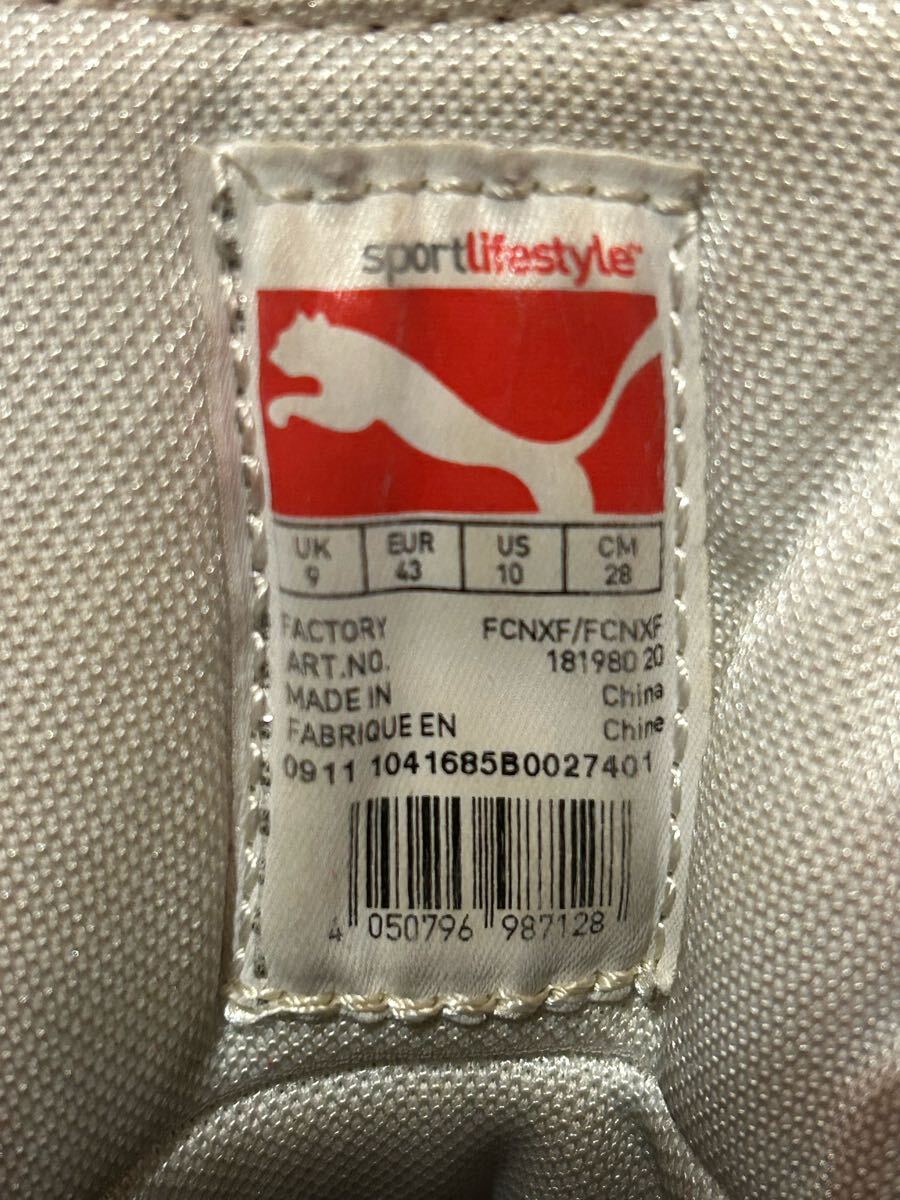 sportlifestyle™
UK EUR US CM
9 43 10 28
FACTORY FCNXF/FCNXF
ART.NO. 181980 20
MADE IN China
FABRIQUE EN Chine
0911 1041685B0027401
4 050796 987128